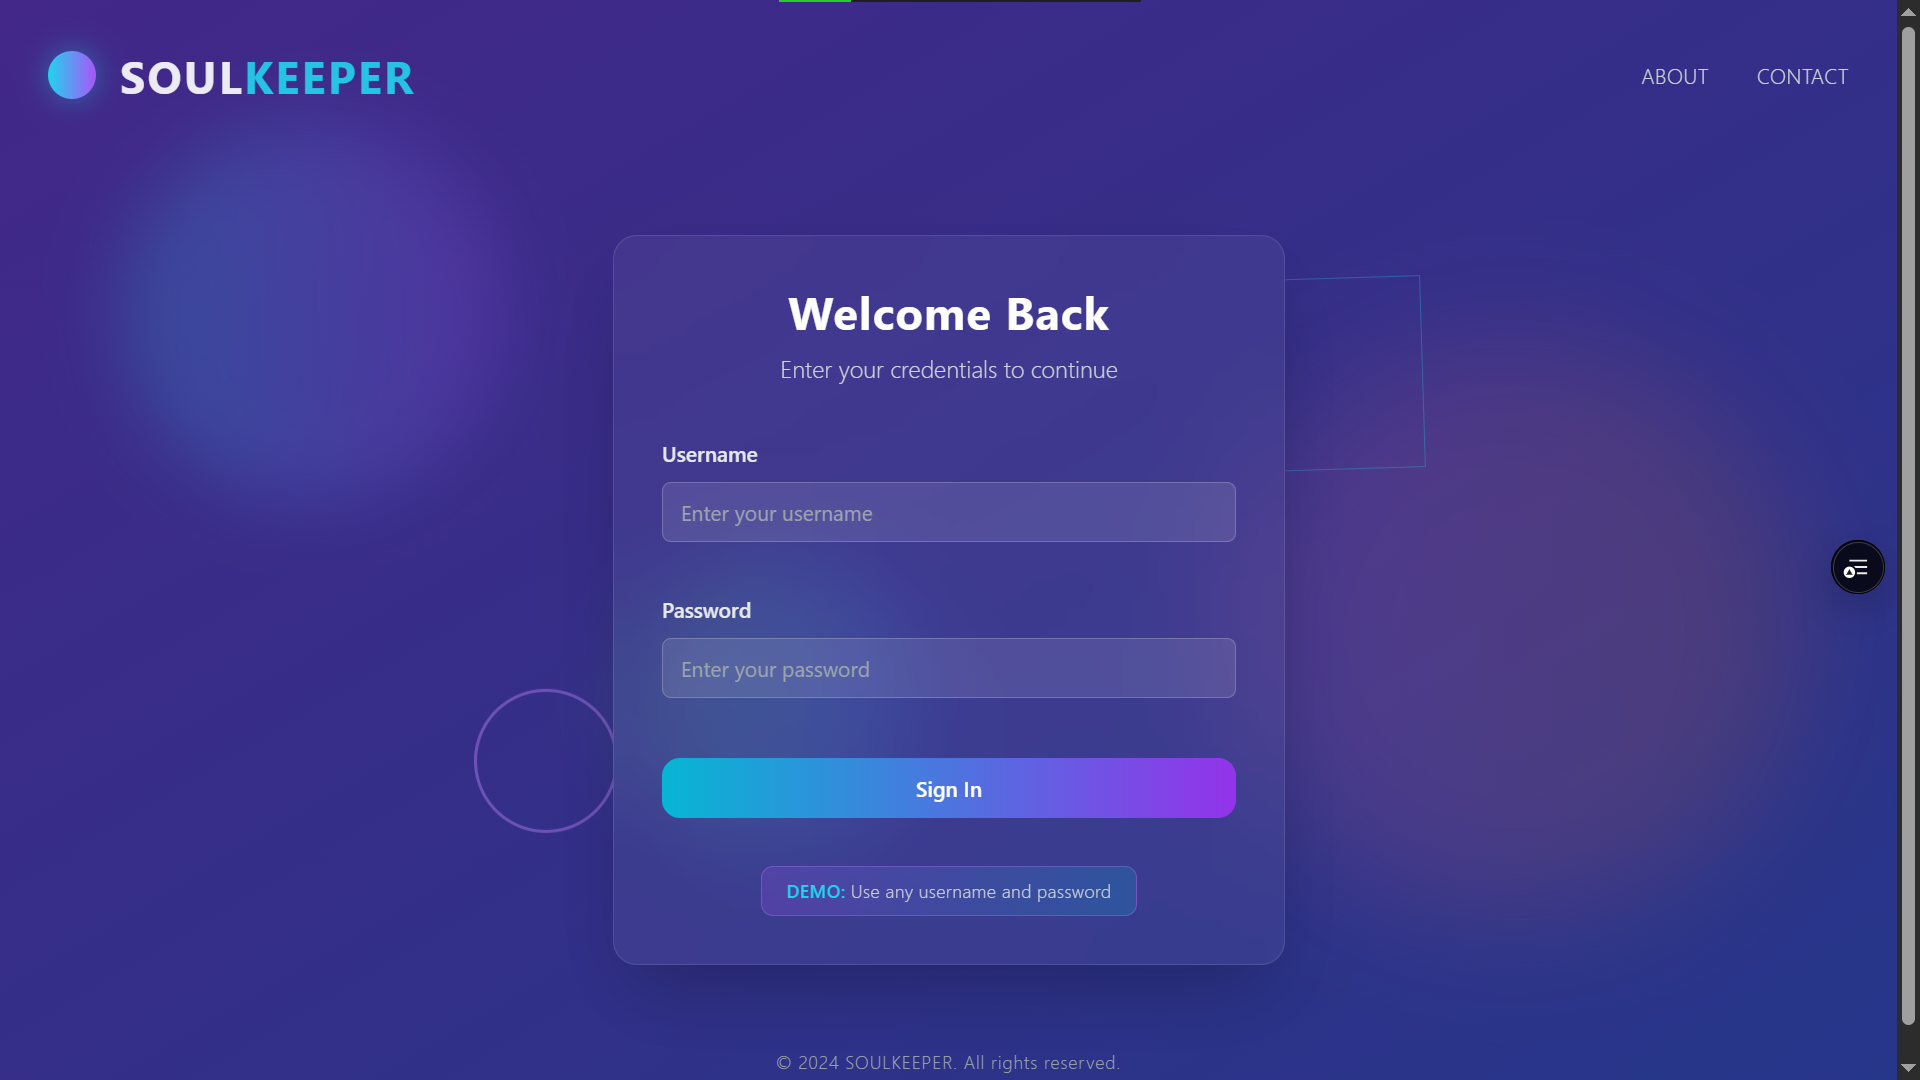 SOULKEEPER
ABOUT
CONTACT
Welcome Back
Enter your credentials to continue
Username
Enter your username
Password
Enter your password
Sign In
DEMO: Use any username and password
© 2024 SOULKEEPER. All rights reserved.